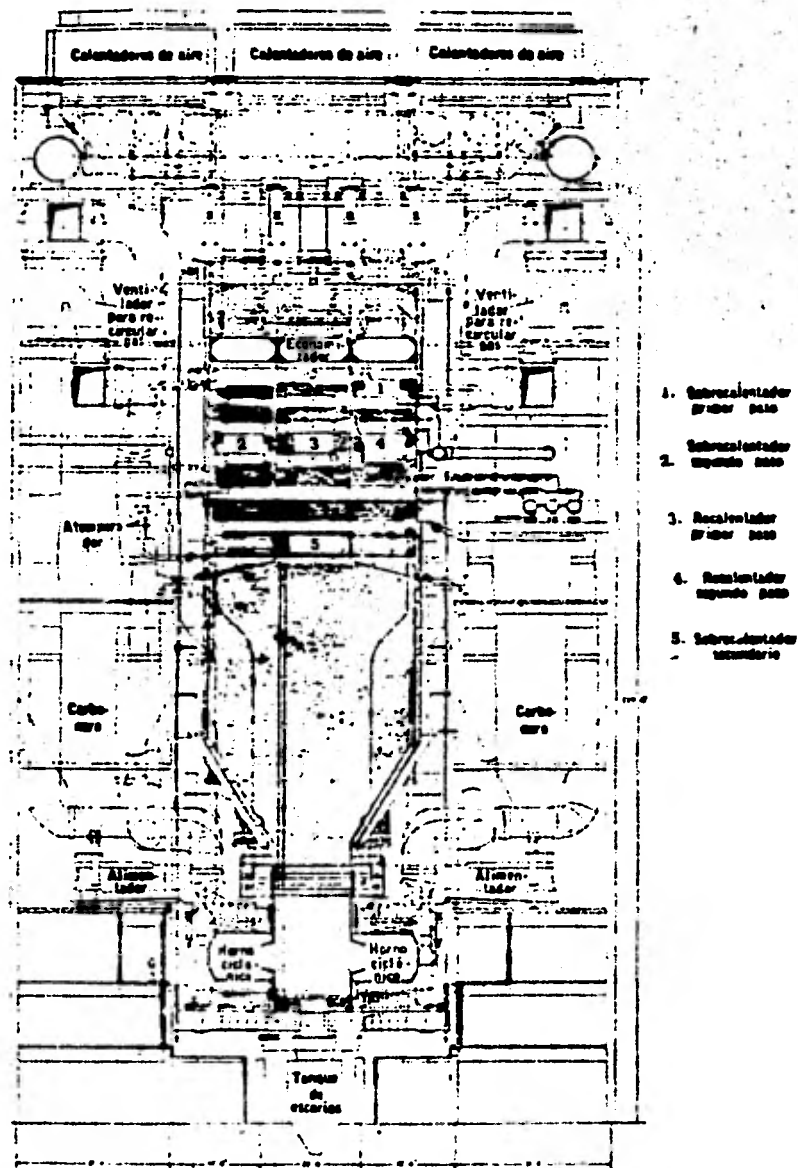 Calentadores de aire Calentadores de aire Calentadores de aire
Venti-
lador
para re-
circular
gas
Venti-
lador
para re-
circular
gas
Economi-
zador
1
2 3 4
5
Atempera-
dor
1. Sobrecalentador
primer paso
2. Sobrecalentador
segundo paso
3. Recalentador
primer paso
4. Recalentador
segundo paso
5. Sobrecalentador
secundario
Carbo-
nera
Carbo-
nera
Alimen-
tador
Alimen-
tador
Horno
cicló-
nico
Horno
cicló-
nico
Tanque
de
escorias